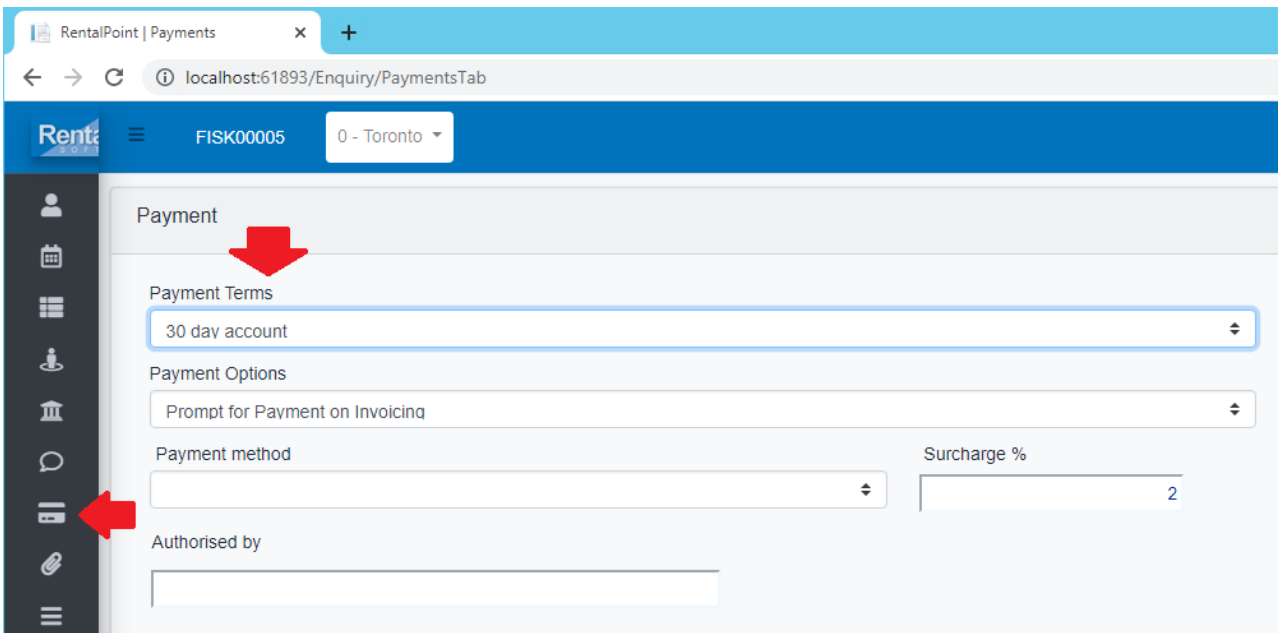 RentalPoint | Payments
localhost:61893/Enquiry/PaymentsTab
FISK00005
0 - Toronto
Payment
Payment Terms
30 day account
Payment Options
Prompt for Payment on Invoicing
Payment method
Surcharge %
2
Authorised by